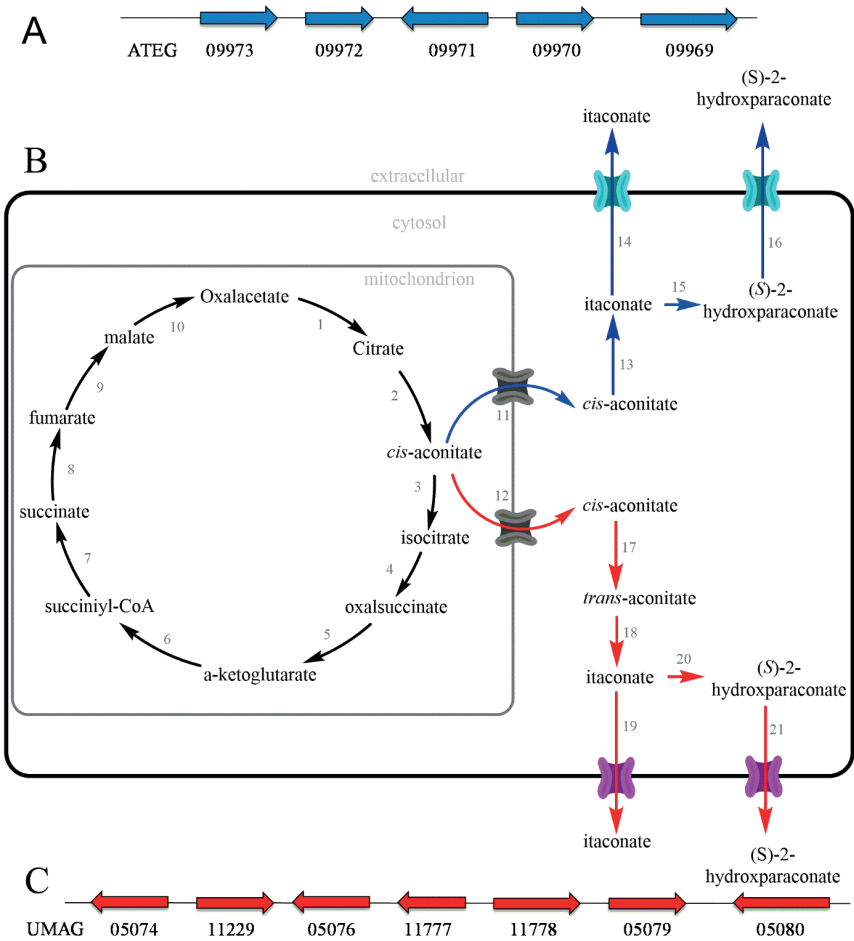 A
ATEG 09973 09972 09971 09970 09969
(S)-2-
hydroxparaconate
itaconate
B
extracellular
cytosol
14
16
mitochondrion
15
Oxalacetate
itaconate
(S)-2-
hydroxparaconate
10
1
malate
Citrate
13
9
2
11
cis-aconitate
fumarate
cis-aconitate
8
3
12
cis-aconitate
succinate
isocitrate
17
7
4
trans-aconitate
succiniyl-CoA
oxalsuccinate
6
5
18
20
a-ketoglutarate
itaconate
(S)-2-
hydroxparaconate
19
21
itaconate
(S)-2-
hydroxparaconate
C
UMAG 05074 11229 05076 11777 11778 05079 05080